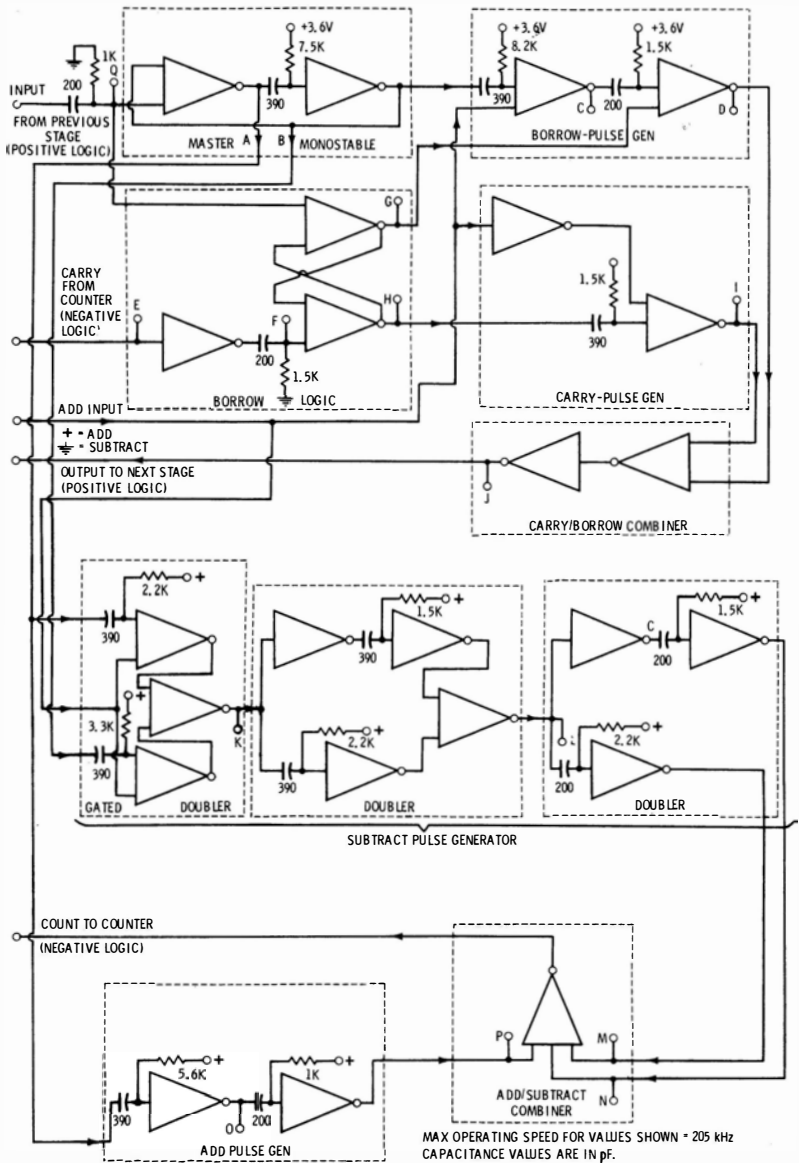 +3.6V
+3.6V
+3.6V
1K
Q
7.5K
8.2K
1.5K
200
INPUT
390
390
C
200
D
FROM PREVIOUS
STAGE
(POSITIVE LOGIC)
MASTER A B MONOSTABLE
BORROW-PULSE GEN
G
CARRY
FROM
COUNTER
(NEGATIVE
LOGIC'
E
F
H
1.5K
I
200
390
1.5K
BORROW LOGIC
CARRY-PULSE GEN
ADD INPUT
+ - ADD
= SUBTRACT
OUTPUT TO NEXT STAGE
(POSITIVE LOGIC)
J
CARRY/BORROW COMBINER
2.2K +
1.5K +
1.5K +
390
390
C
200
+
3.3K
K
2.2K +
L
2.2K +
390
390
200
GATED DOUBLER
DOUBLER
DOUBLER
SUBTRACT PULSE GENERATOR
COUNT TO COUNTER
(NEGATIVE LOGIC)
P
M
N
5.6K +
1K +
390
O
200
ADD PULSE GEN
ADD/SUBTRACT
COMBINER
MAX OPERATING SPEED FOR VALUES SHOWN = 205 kHz
CAPACITANCE VALUES ARE IN pF.